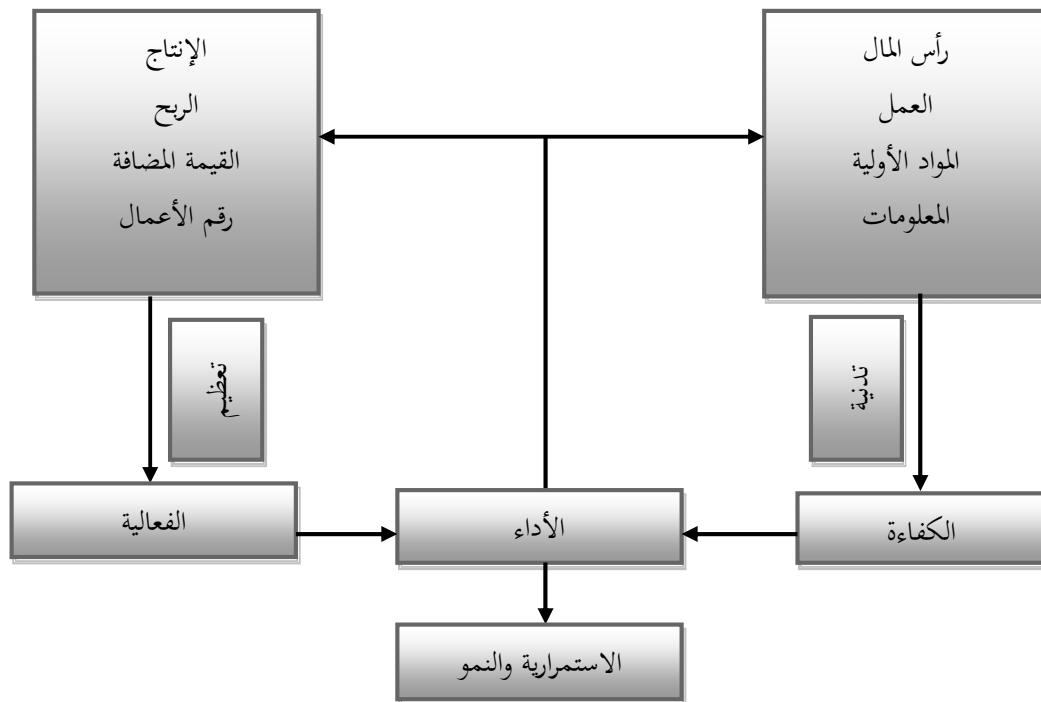 رأس المال
العمل
المواد الأولية
المعلومات
الإنتاج
الربح
القيمة المضافة
رقم الأعمال
تدنية
تعظيم
الكفاءة
الأداء
الفعالية
الاستمرارية والنمو